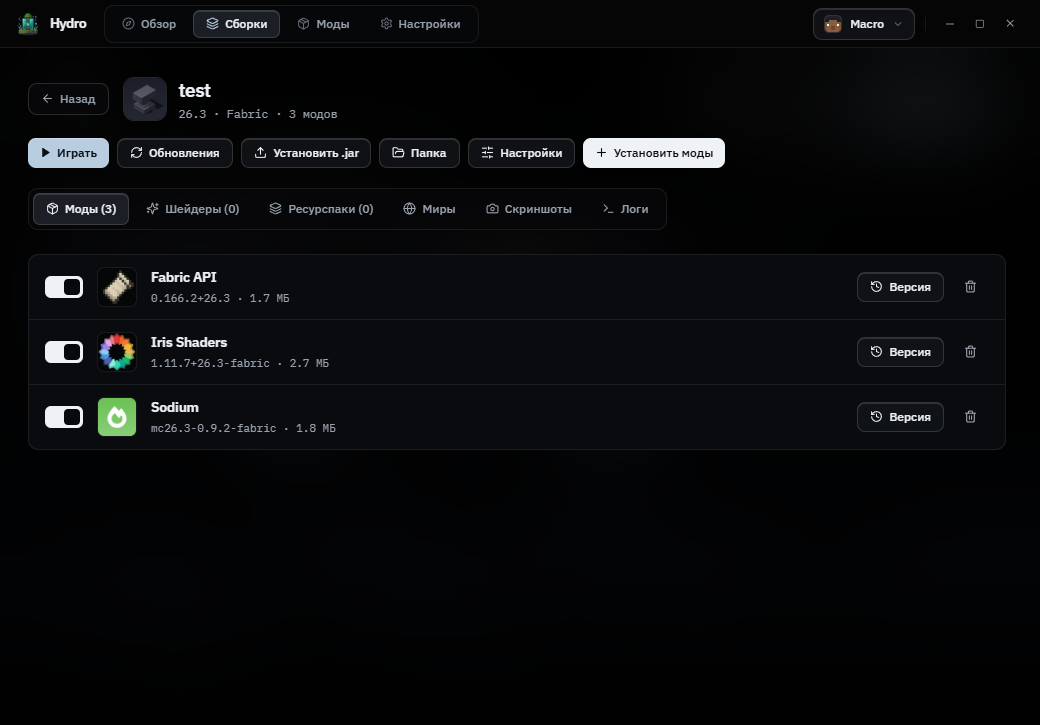 Hydro Обзор Сборки Моды Настройки Macro
Назад
test
26.3 · Fabric · 3 модов
Играть Обновления Установить .jar Папка Настройки Установить моды
Моды (3) Шейдеры (0) Ресурспаки (0) Миры Скриншоты Логи
Fabric API
0.166.2+26.3 · 1.7 МБ
Версия
Iris Shaders
1.11.7+26.3-fabric · 2.7 МБ
Версия
Sodium
mc26.3-0.9.2-fabric · 1.8 МБ
Версия